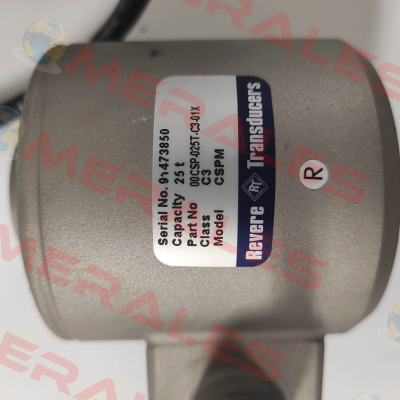 Serial No. 91473850
Capacity 25 t
Part No 00CSP-025T-C3-01X
Class C3
Model CSPM
Revere RT Transducers
R
MERALES
MERALES
MERALES